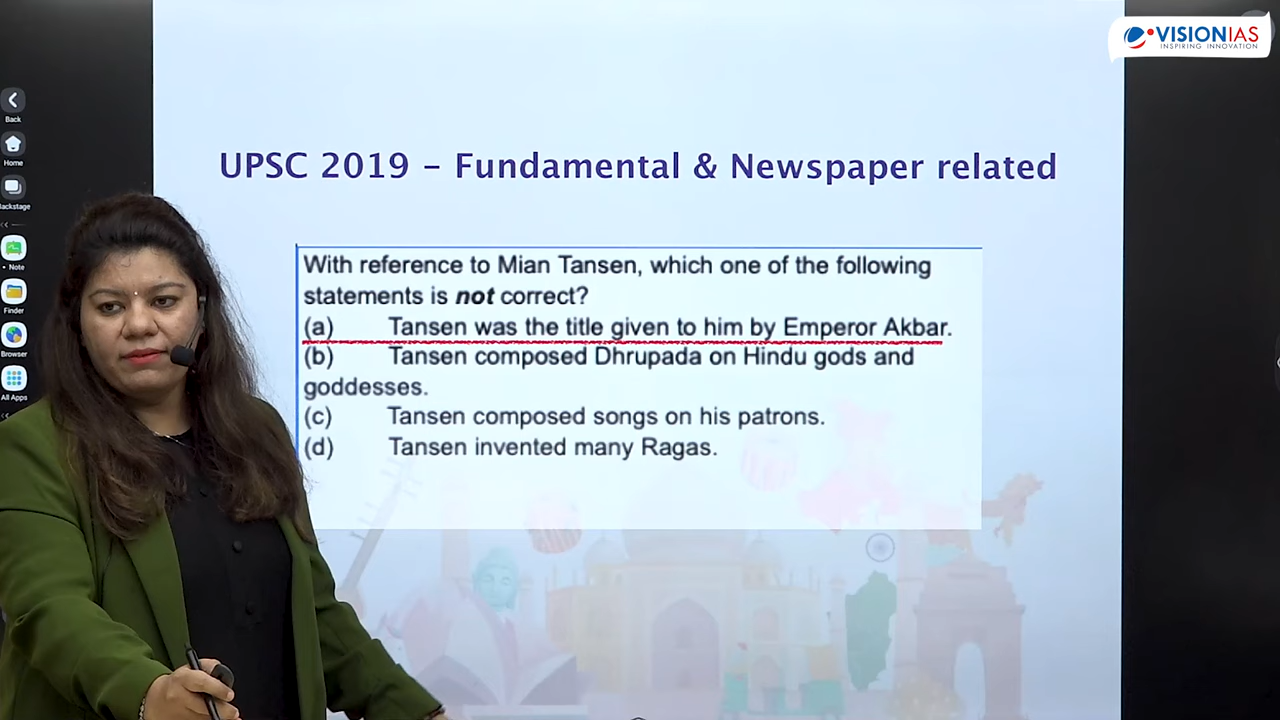 VISIONIAS
INSPIRING INNOVATION
UPSC 2019 – Fundamental & Newspaper related
With reference to Mian Tansen, which one of the following
statements is not correct?
(a) Tansen was the title given to him by Emperor Akbar.
(b) Tansen composed Dhrupada on Hindu gods and
goddesses.
(c) Tansen composed songs on his patrons.
(d) Tansen invented many Ragas.
Back
Home
Backstage
Note
Finder
Browser
All Apps